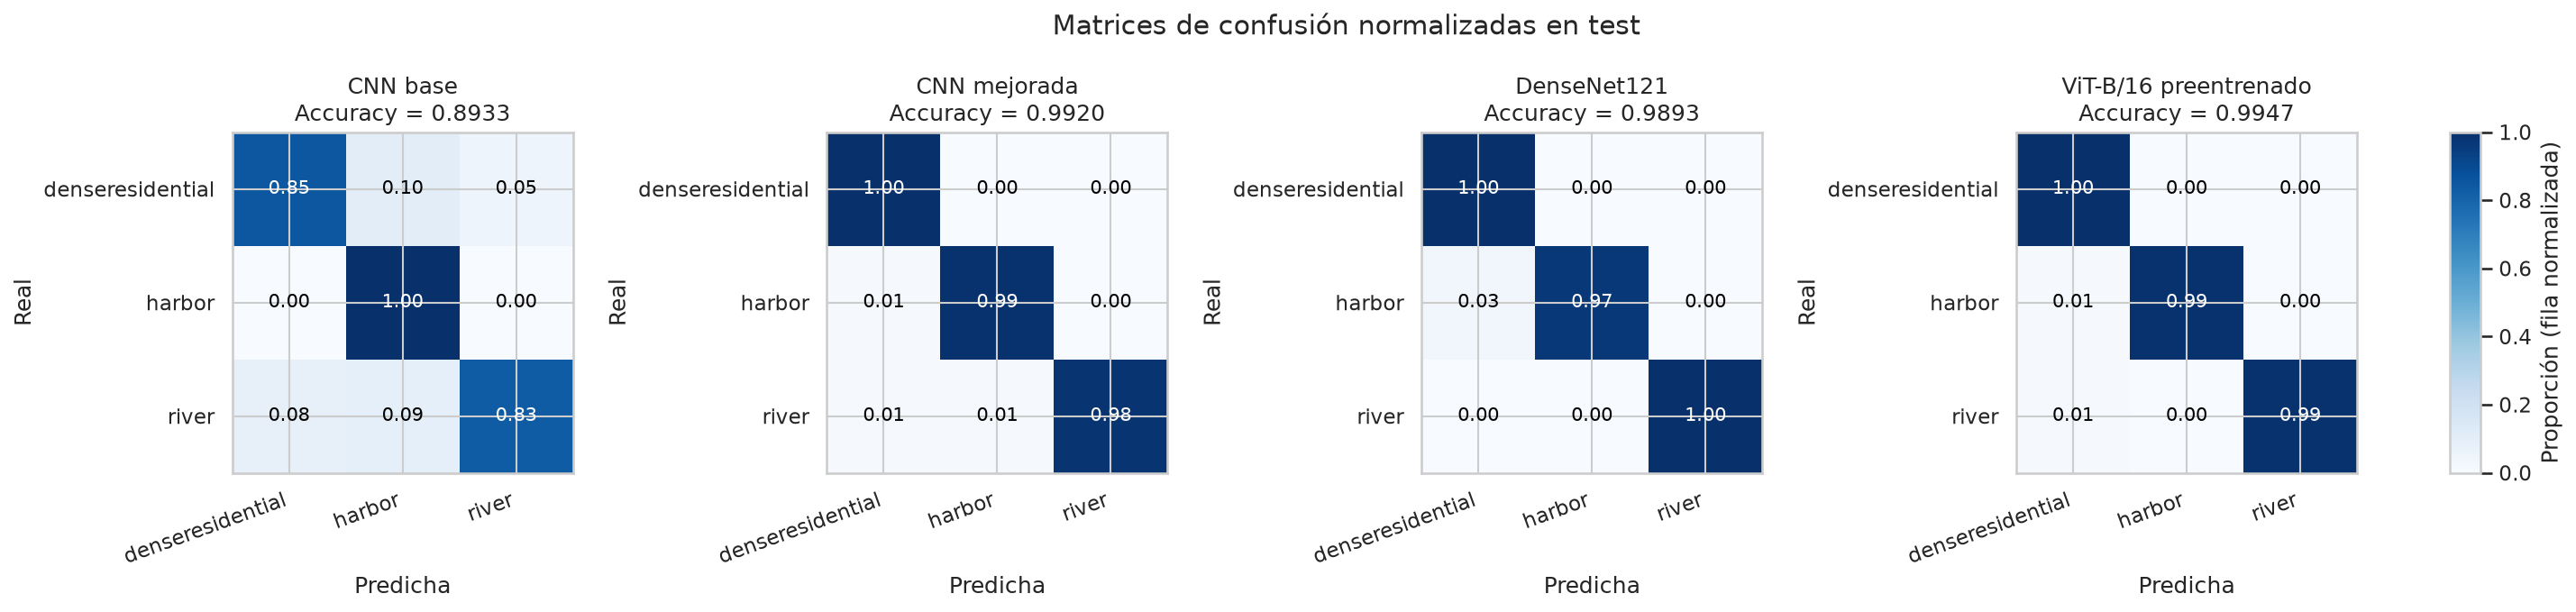 Matrices de confusión normalizadas en test
CNN base
Accuracy = 0.8933
denseresidential 0.85 0.10 0.05
harbor 0.00 1.00 0.00
river 0.08 0.09 0.83
Real
denseresidential harbor river
Predicha
CNN mejorada
Accuracy = 0.9920
denseresidential 1.00 0.00 0.00
harbor 0.01 0.99 0.00
river 0.01 0.01 0.98
Real
denseresidential harbor river
Predicha
DenseNet121
Accuracy = 0.9893
denseresidential 1.00 0.00 0.00
harbor 0.03 0.97 0.00
river 0.00 0.00 1.00
Real
denseresidential harbor river
Predicha
ViT-B/16 preentrenado
Accuracy = 0.9947
denseresidential 1.00 0.00 0.00
harbor 0.01 0.99 0.00
river 0.01 0.00 0.99
Real
denseresidential harbor river
Predicha
1.0
0.8
0.6
0.4
0.2
0.0
Proporción (fila normalizada)